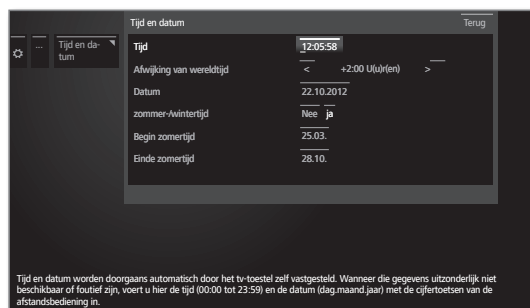 Tijd en datum
Terug
... Tijd en da-
tum
Tijd 12:05:58
Afwijking van wereldtijd < +2:00 U(u)r(en) >
Datum 22.10.2012
zommer-/wintertijd Nee ja
Begin zomertijd 25.03.
Einde zomertijd 28.10.
Tijd en datum worden doorgaans automatisch door het tv-toestel zelf vastgesteld. Wanneer die gegevens uitzonderlijk niet
beschikbaar of foutief zijn, voert u hier de tijd (00:00 tot 23:59) en de datum (dag.maand.jaar) met de cijfertoetsen van de
afstandsbediening in.